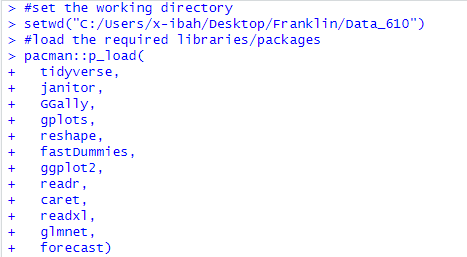 > #set the working directory
> setwd("C:/Users/x-ibah/Desktop/Franklin/Data_610")
> #load the required libraries/packages
> pacman::p_load(
+   tidyverse,
+   janitor,
+   GGally,
+   gplots,
+   reshape,
+   fastDummies,
+   ggplot2,
+   readr,
+   caret,
+   readxl,
+   glmnet,
+   forecast)